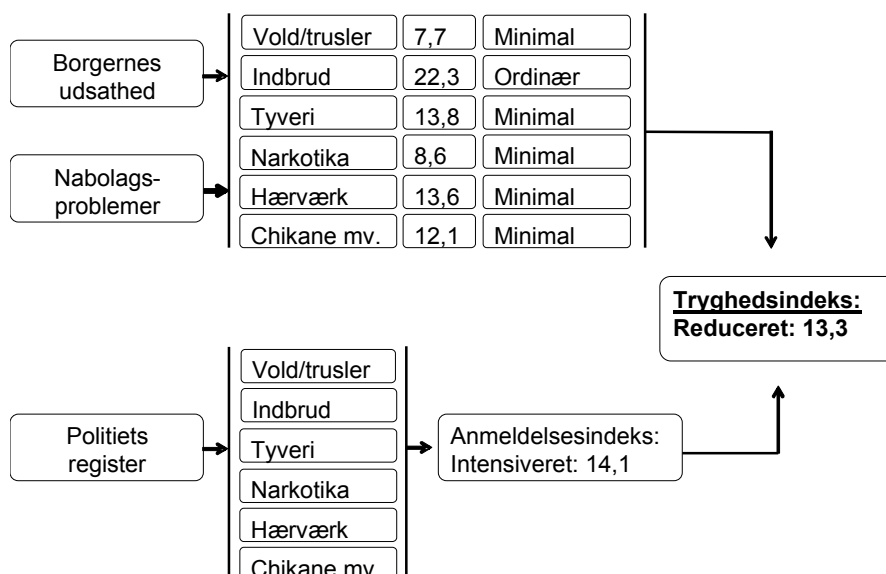 Borgernes
udsathed
Nabolags-
problemer
Vold/trusler 7,7 Minimal
Indbrud 22,3 Ordinær
Tyveri 13,8 Minimal
Narkotika 8,6 Minimal
Hærværk 13,6 Minimal
Chikane mv. 12,1 Minimal
Tryghedsindeks:
Reduceret: 13,3
Politiets
register
Vold/trusler
Indbrud
Tyveri
Narkotika
Hærværk
Chikane mv
Anmeldelsesindeks:
Intensiveret: 14,1